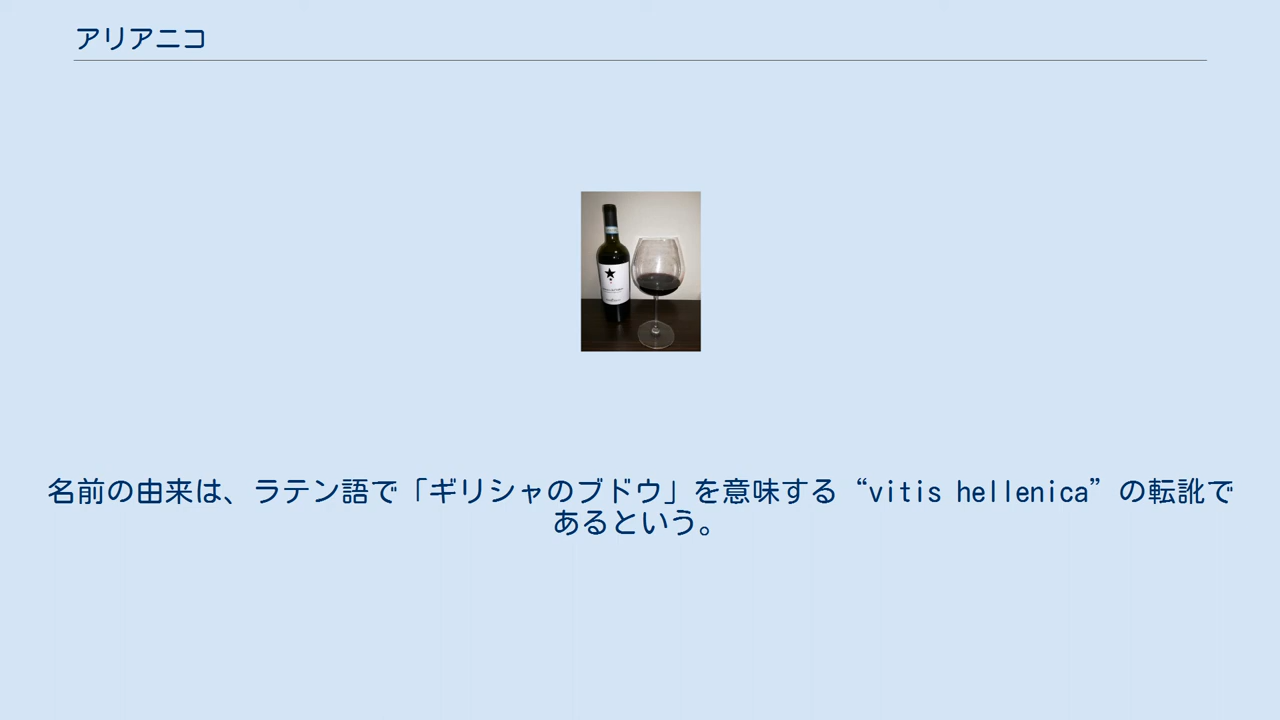 アリアニコ
名前の由来は、ラテン語で「ギリシャのブドウ」を意味する“vitis hellenica”の転訛で
あるという。